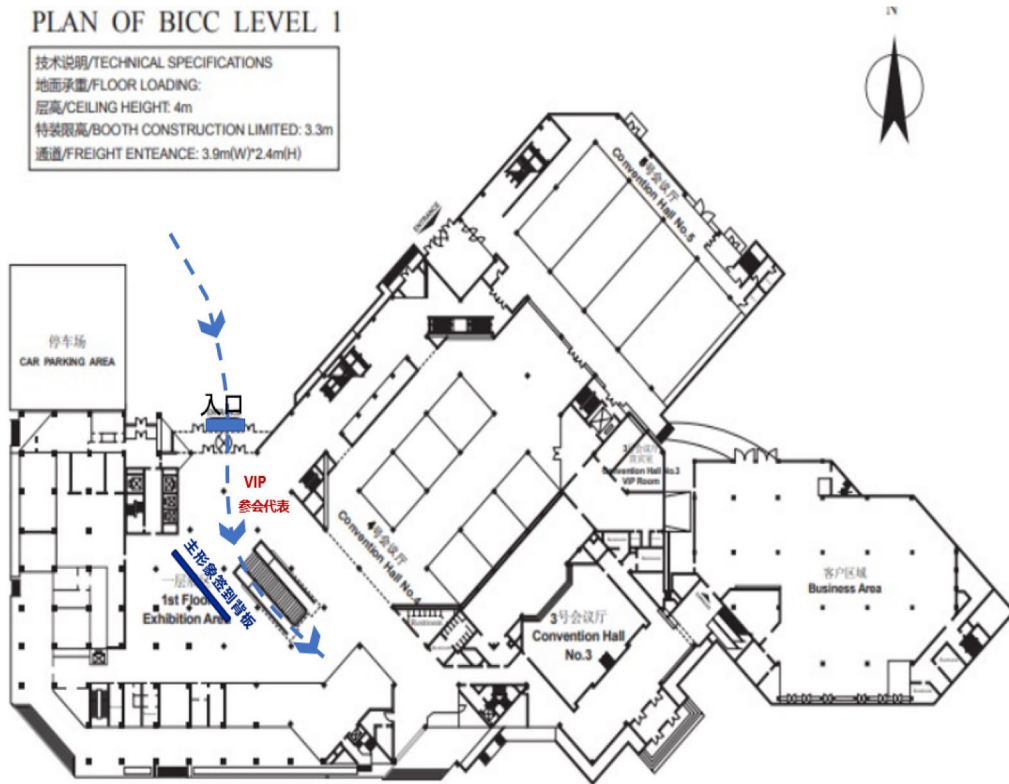 PLAN OF BICC LEVEL 1
N
技术说明/TECHNICAL SPECIFICATIONS
地面承重/FLOOR LOADING:
层高/CEILING HEIGHT: 4m
特装限高/BOOTH CONSTRUCTION LIMITED: 3.3m
通道/FREIGHT ENTEANCE: 3.9m(W)*2.4m(H)
5号会议厅
Convention Hall No.5
ENTRANCE
停车场
CAR PARKING AREA
入口
VIP
参会代表
3号会议厅
Convention Hall No.3
VIP Room
4号会议厅
Convention Hall No.4
主形象签到背板
一层
1st Floor
Exhibition Area
客户区域
Business Area
3号会议厅
Convention Hall
No.3